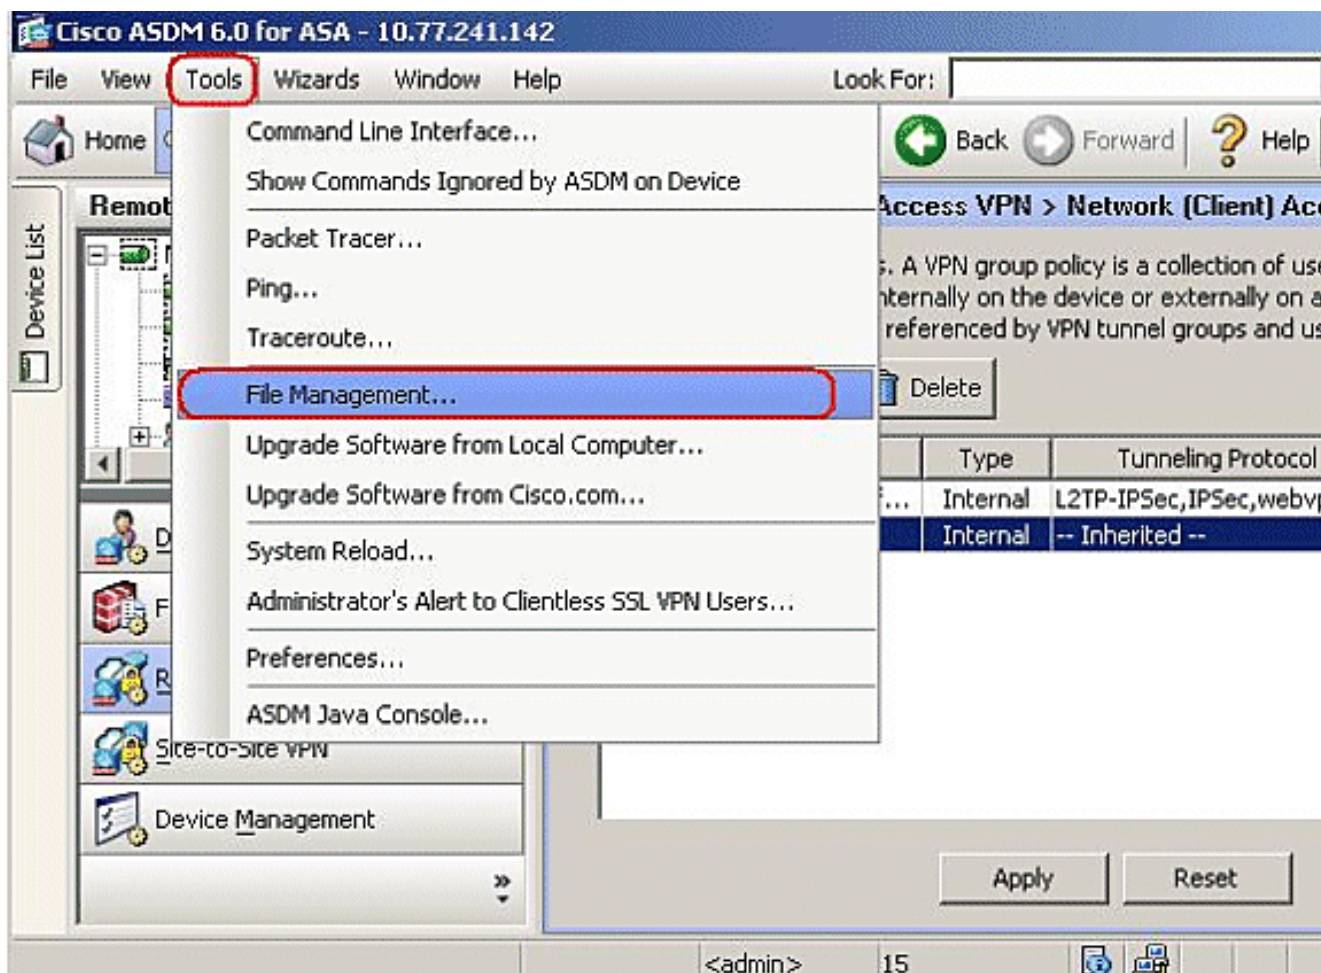 Cisco ASDM 6.0 for ASA - 10.77.241.142
File View Tools Wizards Window Help Look For:
Home Back Forward Help
Command Line Interface...
Show Commands Ignored by ASDM on Device
Packet Tracer...
Ping...
Traceroute...
File Management...
Upgrade Software from Local Computer...
Upgrade Software from Cisco.com...
System Reload...
Administrator's Alert to Clientless SSL VPN Users...
Preferences...
ASDM Java Console...
Device List
Remot
Access VPN > Network (Client) Acc
s. A VPN group policy is a collection of use
nternally on the device or externally on a
referenced by VPN tunnel groups and us
Delete
Type Tunneling Protocol
... Internal L2TP-IPSec,IPSec,webvp
Internal -- Inherited --
D
F
R
Site-to-Site VPN
Device Management
Apply Reset
<admin> 15